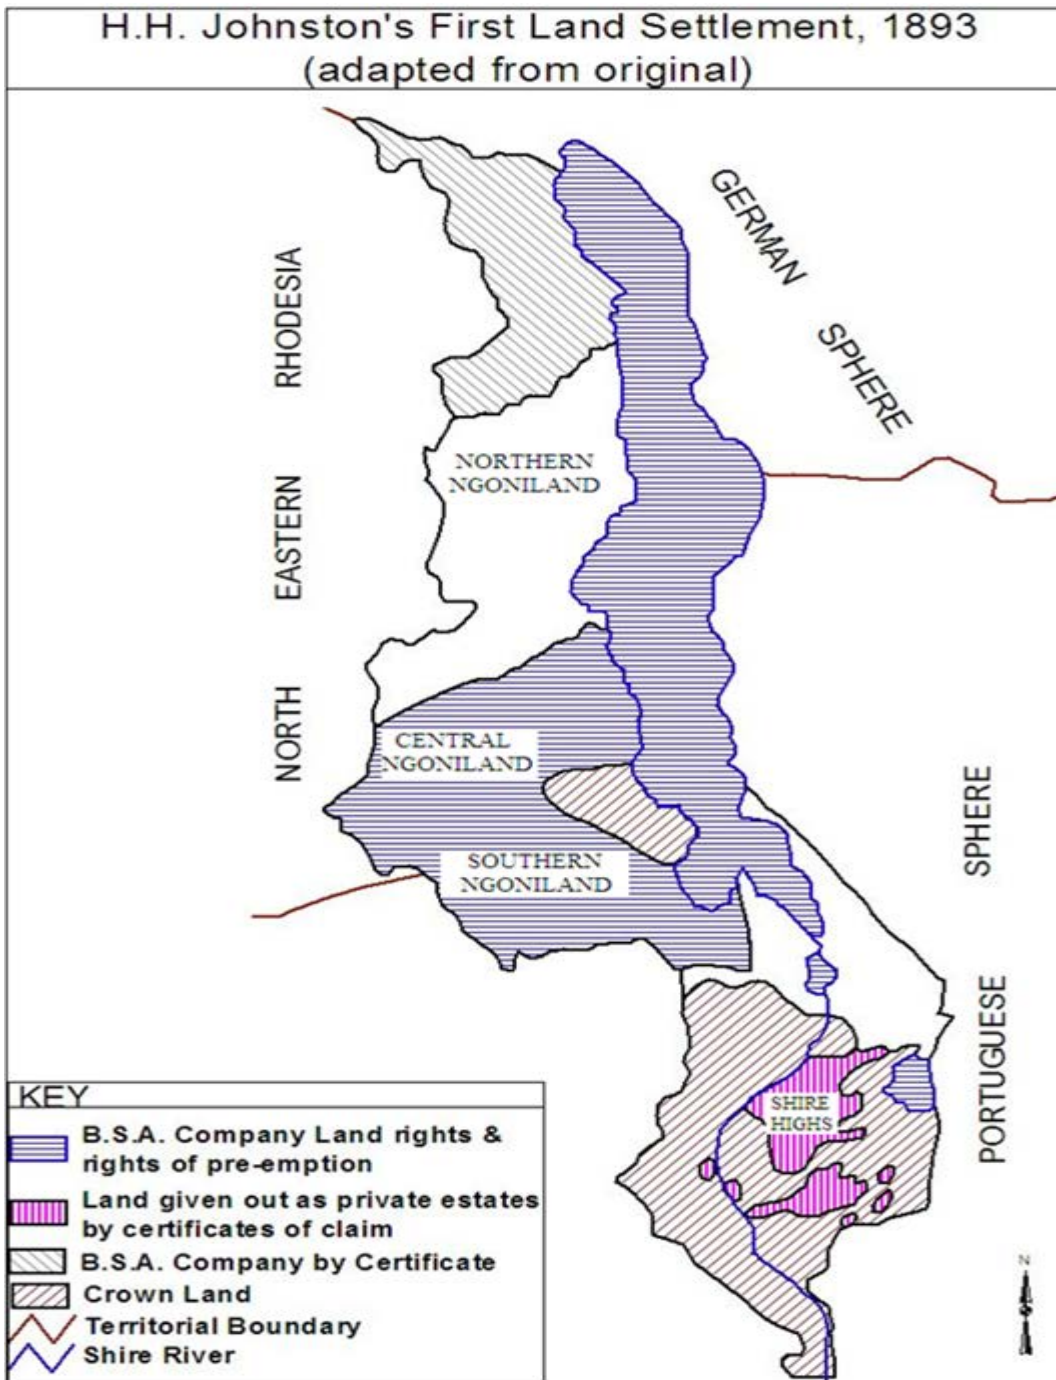 H.H. Johnston's First Land Settlement, 1893
(adapted from original)
GERMAN
SPHERE
RHODESIA
EASTERN
NORTH
NORTHERN
NGONILAND
CENTRAL
NGONILAND
SOUTHERN
NGONILAND
SPHERE
PORTUGUESE
SHIRE
HIGHS
KEY
B.S.A. Company Land rights &
rights of pre-emption
Land given out as private estates
by certificates of claim
B.S.A. Company by Certificate
Crown Land
Territorial Boundary
Shire River
N